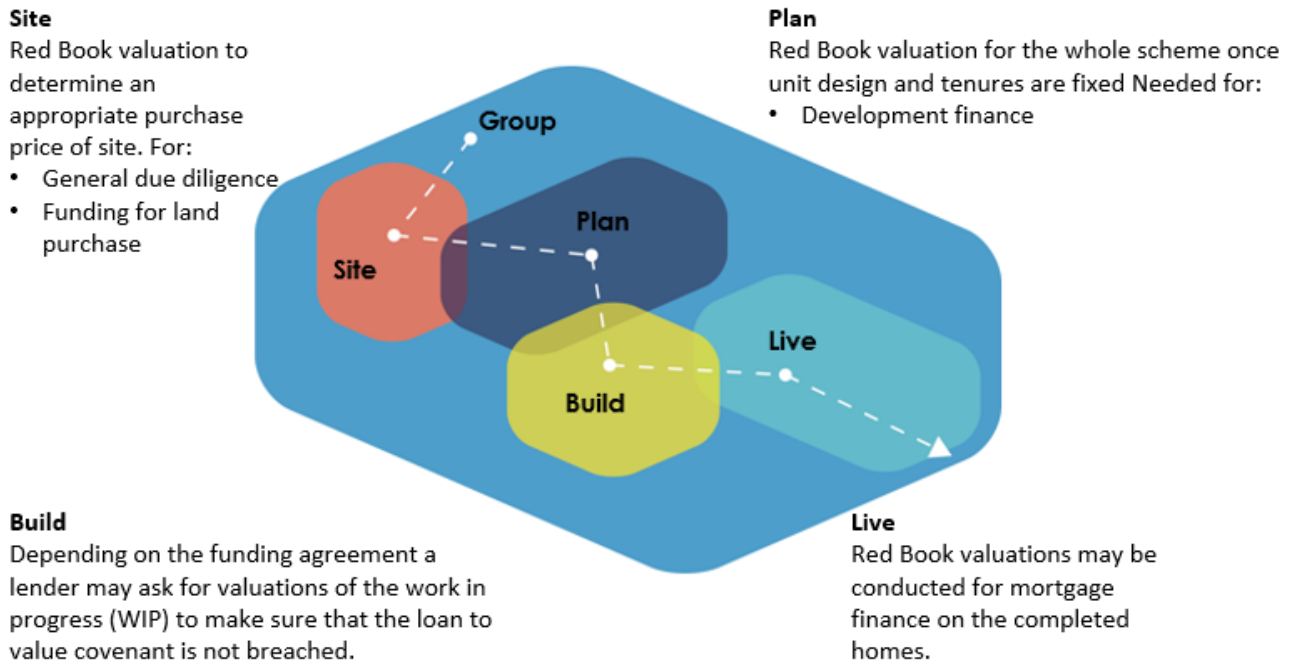 Site
Red Book valuation to
determine an
appropriate purchase
price of site. For:
• General due diligence
• Funding for land
purchase
Plan
Red Book valuation for the whole scheme once
unit design and tenures are fixed Needed for:
• Development finance
Group
Site
Plan
Build
Live
Build
Depending on the funding agreement a
lender may ask for valuations of the work in
progress (WIP) to make sure that the loan to
value covenant is not breached.
Live
Red Book valuations may be
conducted for mortgage
finance on the completed
homes.